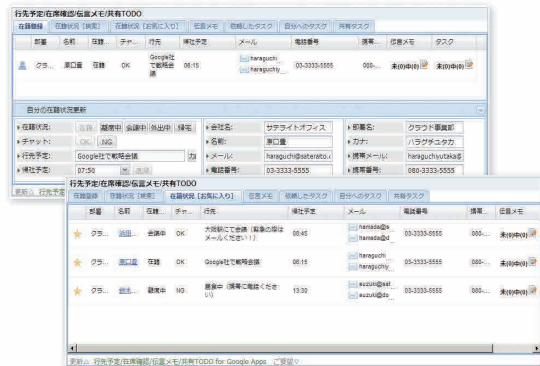 行先予定/在席確認/伝言メモ/共有TODO
在籍登録 在籍状況 [検索] 在籍状況 [お気に入り] 伝言メモ 依頼したタスク 自分へのタスク 共有タスク
部署 名前 在籍... チャ... 行先 帰社予定 メール 電話番号 携帯... 伝言メモ タスク
クラ... 原口豊 在籍 OK Google社で戦略会議 06:15 haraguchi haraguchiy 03-3333-5555 080-... 未(0)中(0) 未(0)中(0)
自分の在籍状況更新
在籍状況: 在籍 離席中 会議中 外出中 帰宅 会社名: サテライトオフィス 部署名: クラウド事業部
チャット: OK NG 名前: 原口豊 カナ: ハラグチユタカ
行先予定: Google社で戦略会議 メール: haraguchi@saterato. 携帯メール: haraguchiyutaka@
帰社予定: 07:50 電話番号: 03-3333-5555 携帯番号: 080-3333-5555
更新△ 行先予定
行先予定/在席確認/伝言メモ/共有TODO
在籍登録 在籍状況 [検索] 在籍状況 [お気に入り] 伝言メモ 依頼したタスク 自分へのタスク 共有タスク
部署 名前 在籍... チャ... 行先 帰社予定 メール 電話番号 携帯... 伝言メモ
クラ... 浜田... 会議中 OK 大阪駅にて会議（緊急の際はメールください！） 08:45 hamada@s... hamada@d... 03-3333-5555 080-... 未(0)中(0)
クラ... 原口豊 在籍 OK Google社で戦略会議 06:15 haraguchi haraguchiy 03-3333-5555 080-... 未(0)中(0)
クラ... 鈴木... 離席中 NG 昼食中（携帯に電話ください） 13:30 suzuki@sat... suzuki@do... 03-3333-5555 080-... 未(0)中(0)
更新△ 行先予定/在席確認/伝言メモ/共有TODO for Google Apps ご要望▽